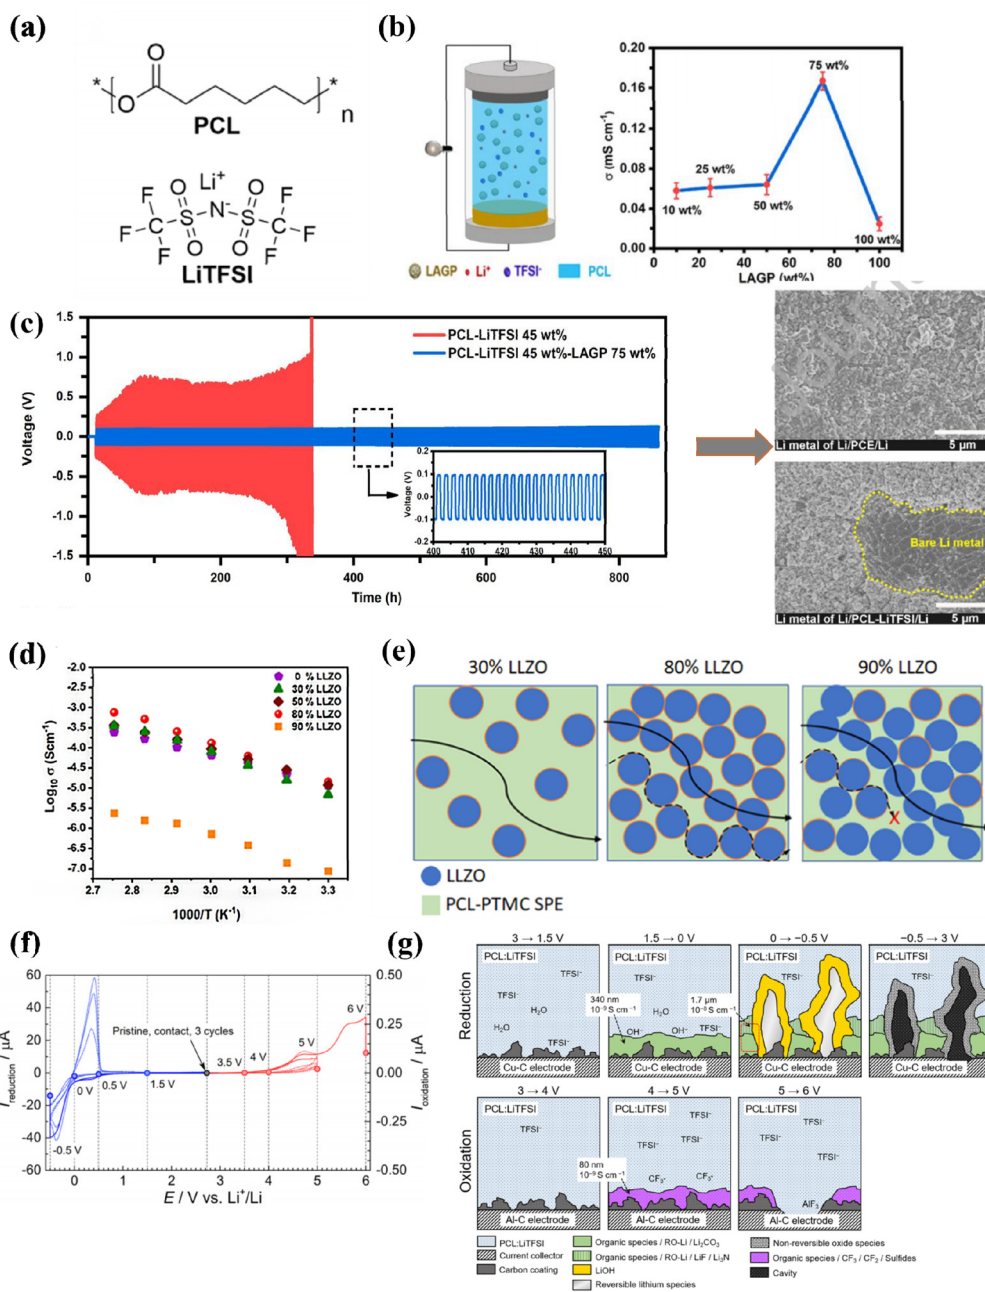 (a)
O
*
O
*
n
PCL
Li⁺
F
O
O
F
F
S
N⁻
S
F
F
O
O
F
LiTFSI
(b)
LAGP
Li⁺
TFSI⁻
PCL
σ (mS cm⁻¹)
0.20
0.16
0.12
0.08
0.04
0.00
75 wt%
25 wt%
10 wt%
50 wt%
100 wt%
0 20 40 60 80 100
LAGP (wt%)
(c)
Voltage (V)
1.5
1.0
0.5
0.0
-0.5
-1.0
-1.5
PCL-LiTFSI 45 wt%
PCL-LiTFSI 45 wt%-LAGP 75 wt%
Voltage (V)
0.2
0.1
0.0
-0.1
-0.2
400 410 420 430 440 450
0 200 400 600 800
Time (h)
Li metal of Li/PCE/Li 5 μm
Bare Li metal
Li metal of Li/PCL-LiTFSI/Li 5 μm
(d)
Log₁₀ σ (Scm⁻¹)
-2.0
-2.5
-3.0
-3.5
-4.0
-4.5
-5.0
-5.5
-6.0
-6.5
-7.0
0 % LLZO
30 % LLZO
50 % LLZO
80 % LLZO
90 % LLZO
2.7 2.8 2.9 3.0 3.1 3.2 3.3
1000/T (K⁻¹)
(e)
30% LLZO 80% LLZO 90% LLZO
X
LLZO
PCL-PTMC SPE
(f)
I reduction / μA
60
40
20
0
-20
-40
-60
Pristine, contact, 3 cycles
-0.5 V
0 V
0.5 V
1.5 V
3.5 V
4 V
5 V
6 V
0.50
0.25
0.00
-0.25
-0.50
I oxidation / μA
0 1 2 3 4 5 6
E / V vs. Li⁺/Li
(g)
Reduction
3 → 1.5 V 1.5 → 0 V 0 → −0.5 V −0.5 → 3 V
PCL:LiTFSI
TFSI⁻
H₂O
H₂O
TFSI⁻
Cu-C electrode
PCL:LiTFSI
TFSI⁻
340 nm
10⁻⁹ S cm⁻¹
H₂O
OH⁻
OH⁻
TFSI⁻
Cu-C electrode
PCL:LiTFSI
TFSI⁻
1.7 μm
10⁻⁸ S cm⁻¹
Cu-C electrode
PCL:LiTFSI
TFSI⁻
Cu-C electrode
Oxidation
3 → 4 V 4 → 5 V 5 → 6 V
PCL:LiTFSI
TFSI⁻
Al-C electrode
PCL:LiTFSI
TFSI⁻
TFSI⁻
TFSI⁻
TFSI⁻
80 nm
10⁻⁹ S cm⁻¹
CF₃·
CF₃·
Al-C electrode
PCL:LiTFSI
TFSI⁻
TFSI⁻
TFSI⁻
AlF₃
Al-C electrode
PCL:LiTFSI
Current collector
Carbon coating
Organic species / RO-Li / Li₂CO₃
Organic species / RO-Li / LiF / Li₃N
LiOH
Reversible lithium species
Non-reversible oxide species
Organic species / CF₃ / CF₂ / Sulfides
Cavity